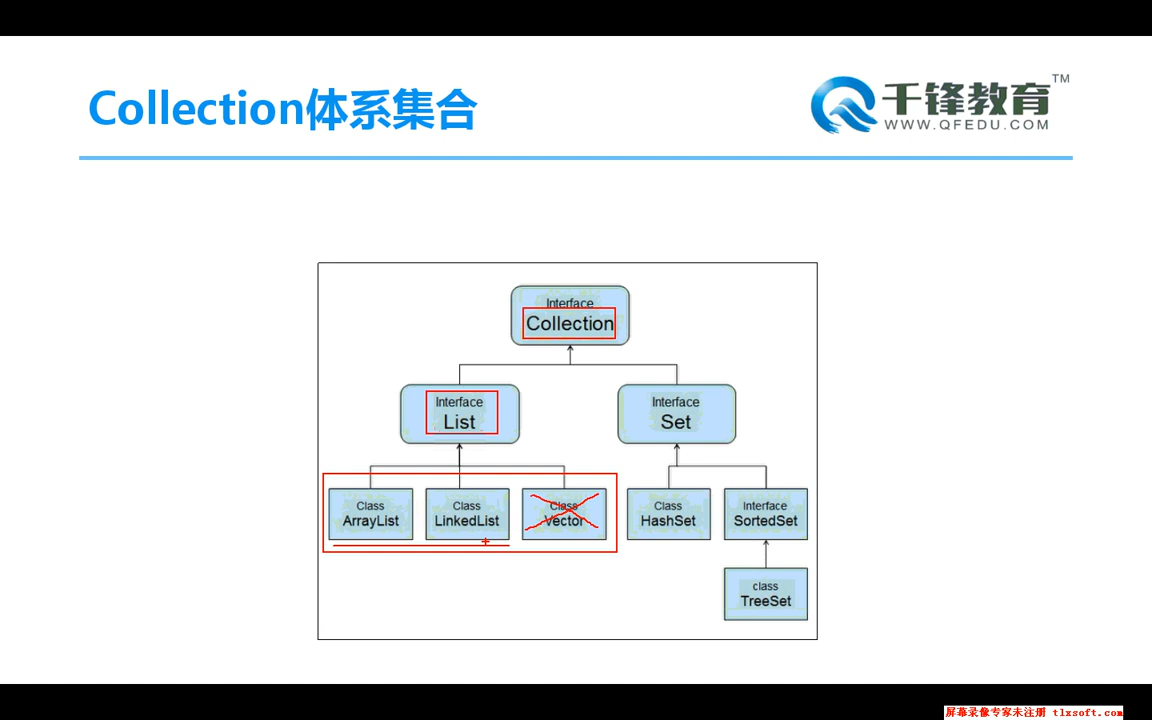 Collection体系集合
千锋教育™
WWW.QFEDU.COM
Interface
Collection
Interface
List
Interface
Set
Class
ArrayList
Class
LinkedList
Class
Vector
Class
HashSet
Interface
SortedSet
class
TreeSet
屏幕录像专家未注册 tlxsoft.com